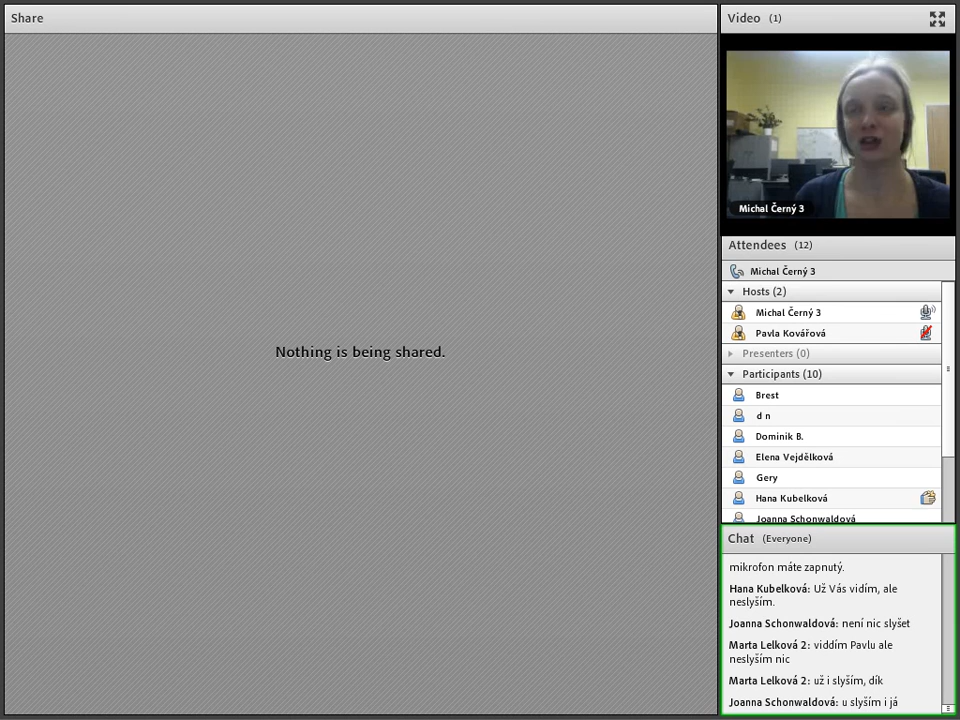 Share
Nothing is being shared.
Video (1)
Michal Černý 3
Attendees (12)
Michal Černý 3
Hosts (2)
Michal Černý 3
Pavla Kovářová
Presenters (0)
Participants (10)
Brest
d n
Dominik B.
Elena Vejdělková
Gery
Hana Kubelková
Joanna Schonwaldová
Chat (Everyone)
mikrofon máte zapnutý.
Hana Kubelková: Už Vás vidím, ale
neslyším.
Joanna Schonwaldová: není nic slyšet
Marta Lelková 2: viddím Pavlu ale
neslyším nic
Marta Lelková 2: už i slyším, dík
Joanna Schonwaldová: u slyším i já